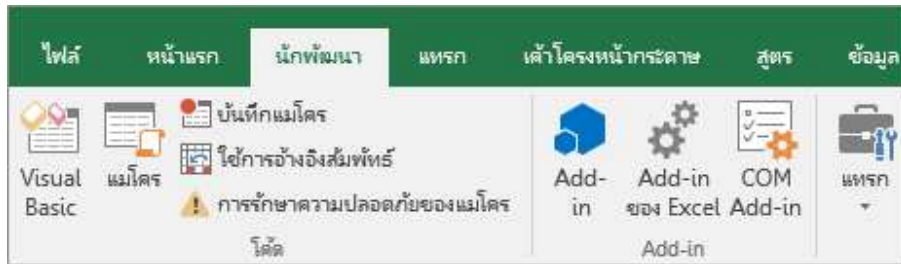 ไฟล์ หน้าแรก นักพัฒนา แทรก เค้าโครงหน้ากระดาษ สูตร ข้อมูล
บันทึกแมโคร
ใช้การอ้างอิงสัมพัทธ์
การรักษาความปลอดภัยของแมโคร
Visual
Basic
แมโคร
Add-
in
Add-in
ของ Excel
COM
Add-in
แทรก
โค้ด
Add-in